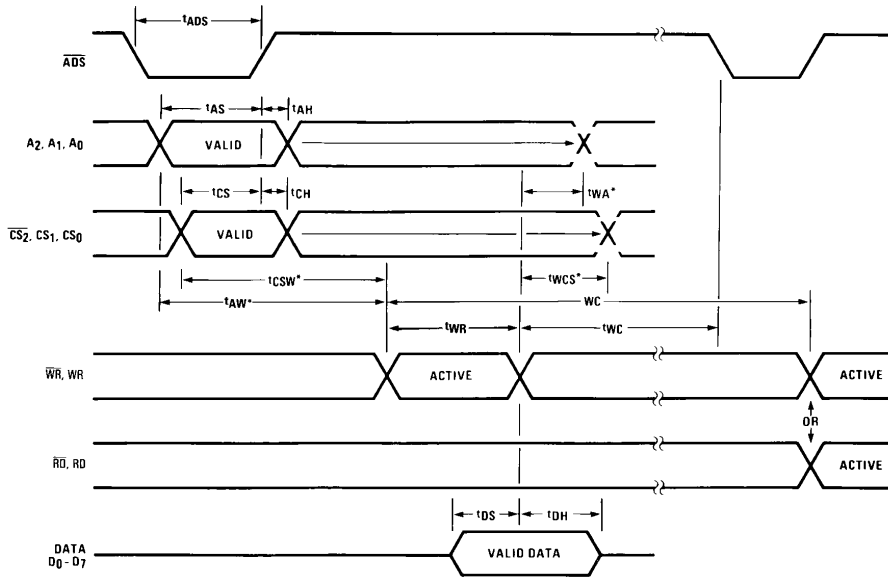 tADS
ADS
tAS tAH
A2, A1, A0 VALID
tCS tCH tWA*
CS2, CS1, CS0 VALID
tCSW* tWCS*
tAW* WC
tWR tWC
WR, WR ACTIVE ACTIVE
OR
RD, RD ACTIVE
tDS tDH
DATA
D0 - D7
VALID DATA